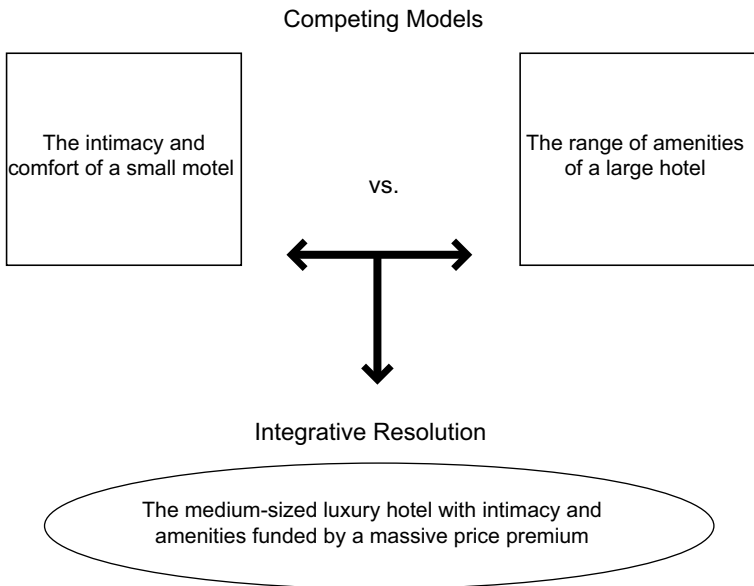 Competing Models
The intimacy and
comfort of a small motel
vs.
The range of amenities
of a large hotel
Integrative Resolution
The medium-sized luxury hotel with intimacy and
amenities funded by a massive price premium